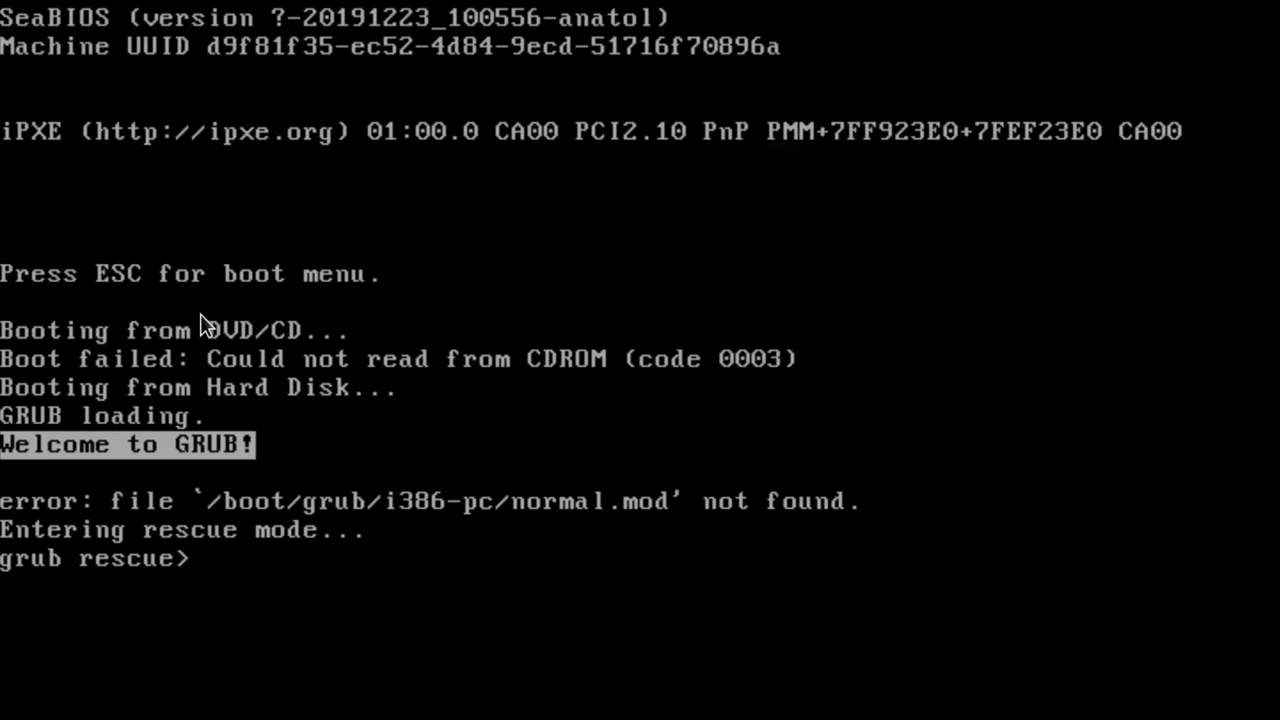 SeaBIOS (version ?-20191223_100556-anatol)
Machine UUID d9f81f35-ec52-4d84-9ecd-51716f70896a
iPXE (http://ipxe.org) 01:00.0 CA00 PCI2.10 PnP PMM+7FF923E0+7FEF23E0 CA00
Press ESC for boot menu.
Booting from DVD/CD...
Boot failed: Could not read from CDROM (code 0003)
Booting from Hard Disk...
GRUB loading.
Welcome to GRUB!
error: file `/boot/grub/i386-pc/normal.mod' not found.
Entering rescue mode...
grub rescue>